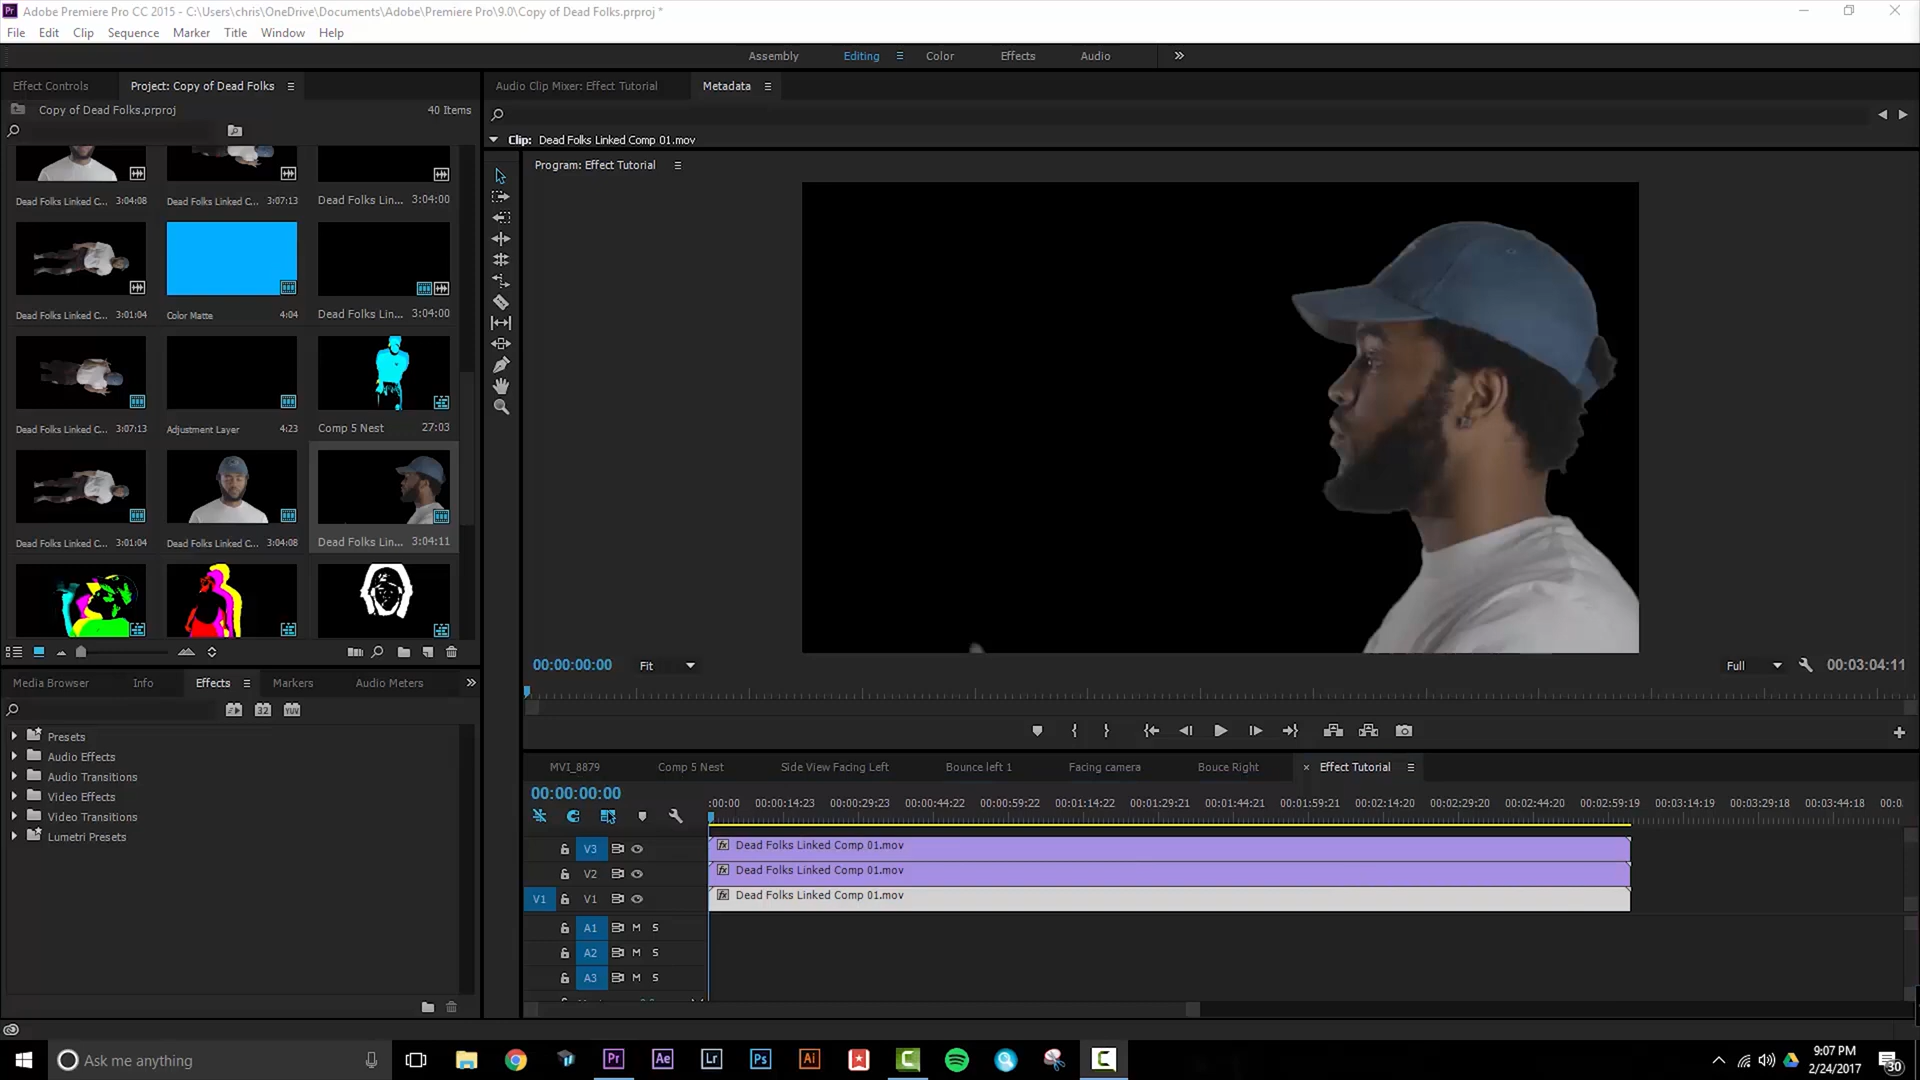 Adobe Premiere Pro CC 2015 - C:\Users\chris\OneDrive\Documents\Adobe\Premiere Pro\9.0\Copy of Dead Folks.prproj *
File Edit Clip Sequence Marker Title Window Help
Assembly Editing Color Effects Audio
Effect Controls Project: Copy of Dead Folks
Audio Clip Mixer: Effect Tutorial Metadata
Copy of Dead Folks.prproj 40 Items
Clip: Dead Folks Linked Comp 01.mov
Program: Effect Tutorial
Dead Folks Linked C... 3:04:08 Dead Folks Linked C... 3:07:13 Dead Folks Lin... 3:04:00
Dead Folks Linked C... 3:01:04 Color Matte 4:04 Dead Folks Lin... 3:04:00
Dead Folks Linked C... 3:07:13 Adjustment Layer 4:23 Comp 5 Nest 27:03
Dead Folks Linked C... 3:01:04 Dead Folks Linked C... 3:04:08 Dead Folks Lin... 3:04:11
00:00:00:00 Fit Full 00:03:04:11
Media Browser Info Effects Markers Audio Meters
32 YUV
Presets
Audio Effects
Audio Transitions
Video Effects
Video Transitions
Lumetri Presets
MVI_8879 Comp 5 Nest Side View Facing Left Bounce left 1 Facing camera Bouce Right × Effect Tutorial
00:00:00:00
:00:00 00:00:14:23 00:00:29:23 00:00:44:22 00:00:59:22 00:01:14:22 00:01:29:21 00:01:44:21 00:01:59:21 00:02:14:20 00:02:29:20 00:02:44:20 00:02:59:19 00:03:14:19 00:03:29:18 00:03:44:18 00:0
V3 fx Dead Folks Linked Comp 01.mov
V2 fx Dead Folks Linked Comp 01.mov
V1 V1 fx Dead Folks Linked Comp 01.mov
A1 M S
A2 M S
A3 M S
Ask me anything
Pr Ae Lr Ps Ai C C
9:07 PM
2/24/2017
30